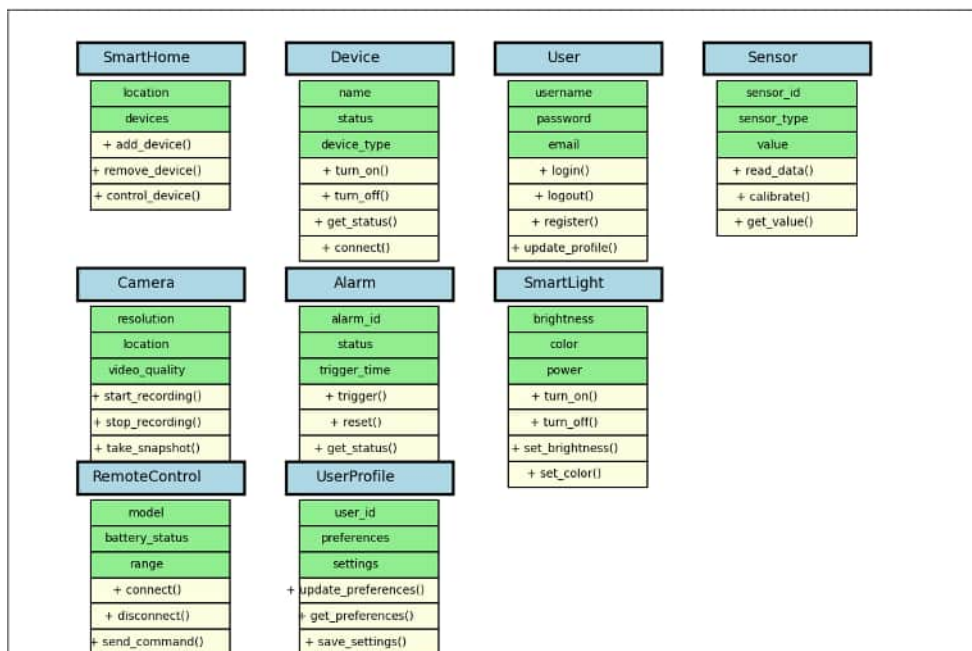 SmartHome
location
devices
+ add_device()
+ remove_device()
+ control_device()
Device
name
status
device_type
+ turn_on()
+ turn_off()
+ get_status()
+ connect()
User
username
password
email
+ login()
+ logout()
+ register()
+ update_profile()
Sensor
sensor_id
sensor_type
value
+ read_data()
+ calibrate()
+ get_value()
Camera
resolution
location
video_quality
+ start_recording()
+ stop_recording()
+ take_snapshot()
Alarm
alarm_id
status
trigger_time
+ trigger()
+ reset()
+ get_status()
SmartLight
brightness
color
power
+ turn_on()
+ turn_off()
+ set_brightness()
+ set_color()
RemoteControl
model
battery_status
range
+ connect()
+ disconnect()
+ send_command()
UserProfile
user_id
preferences
settings
+ update_preferences()
+ get_preferences()
+ save_settings()